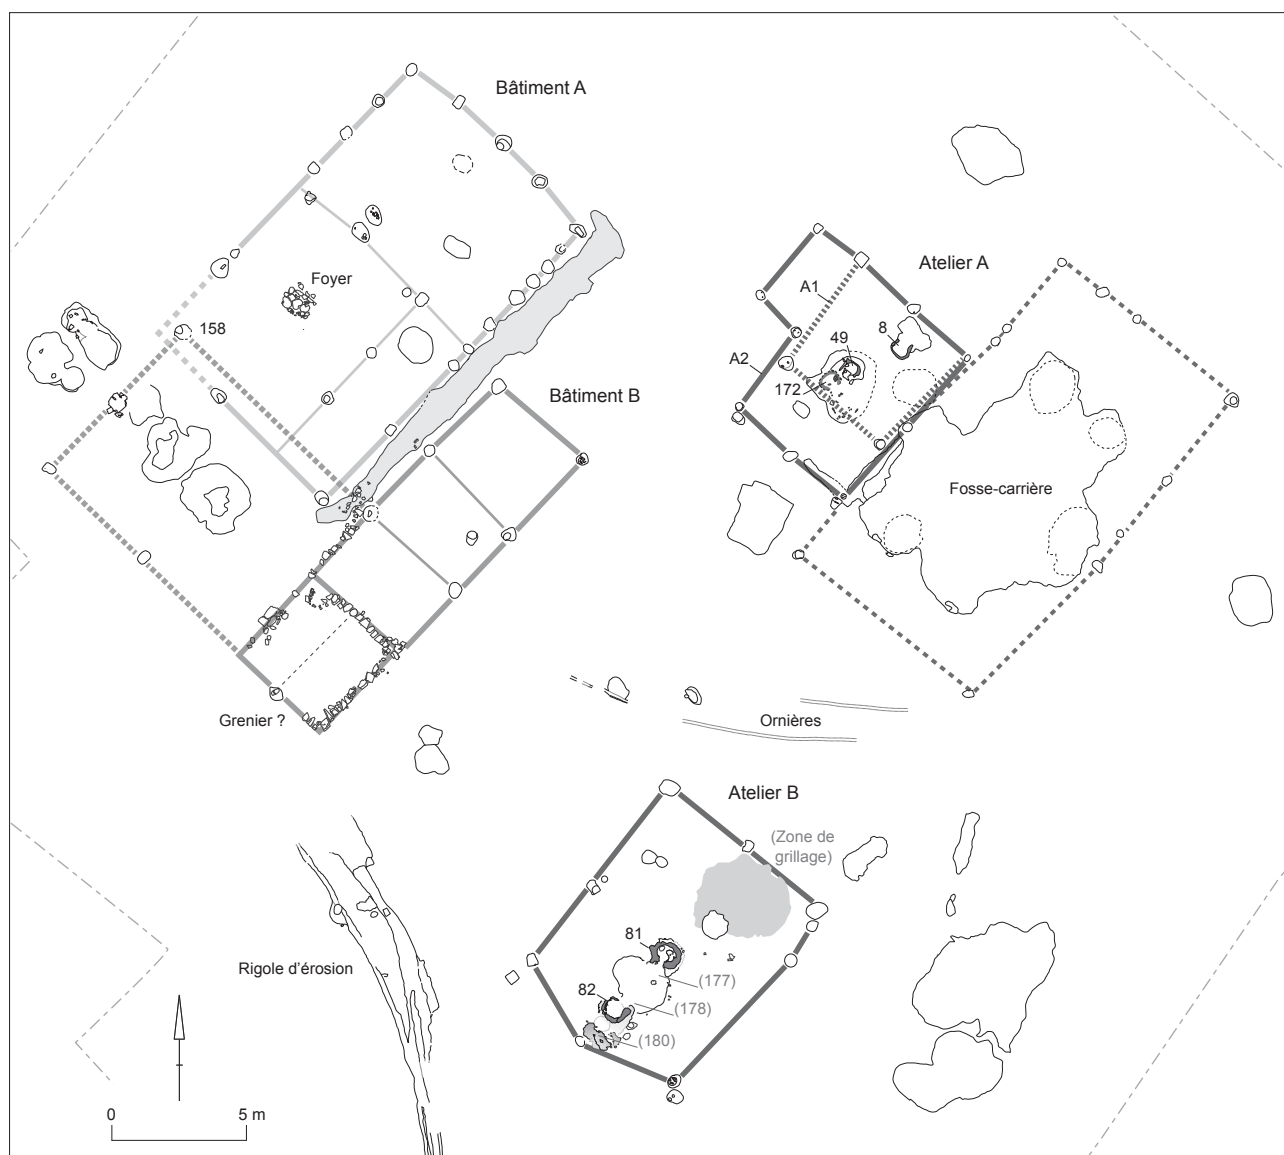 Bâtiment A
Atelier A
A1
Foyer
8
158
49
A2
172
Bâtiment B
Fosse-carrière
Grenier ?
Ornières
Atelier B
(Zone de
grillage)
81
Rigole d'érosion
(177)
82
(178)
(180)
0
5 m